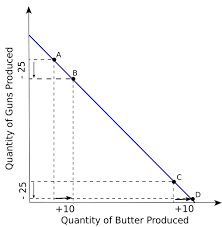 Quantity of Guns Produced
- 25
- 25
A
B
C
D
+10
+10
Quantity of Butter Produced